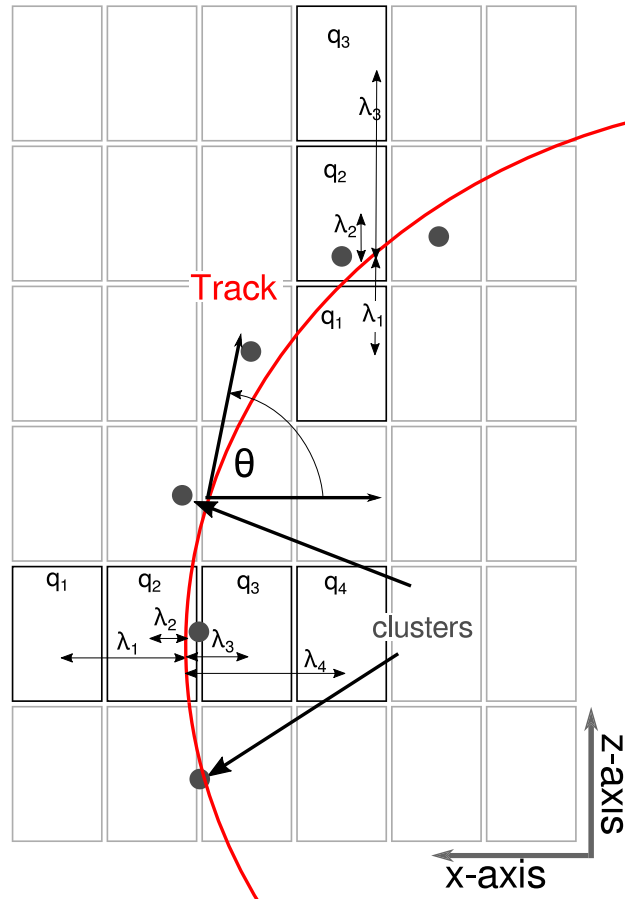 q₃
λ₃
q₂
λ₂
Track
q₁
λ₁
θ
q₁
q₂
q₃
q₄
λ₂
λ₁
λ₃
λ₄
clusters
z-axis
x-axis